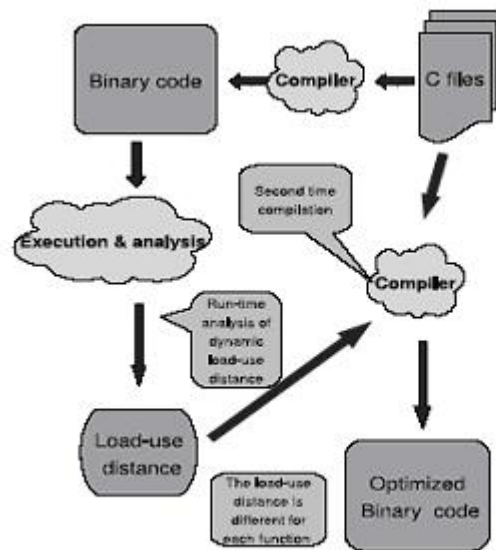 Binary code
Compiler
C files
Second time
compilation
Execution & analysis
Compiler
Run-time
analysis of
dynamic
load-use
distance
Load-use
distance
The load-use
distance is
different for
each function
Optimized
Binary code